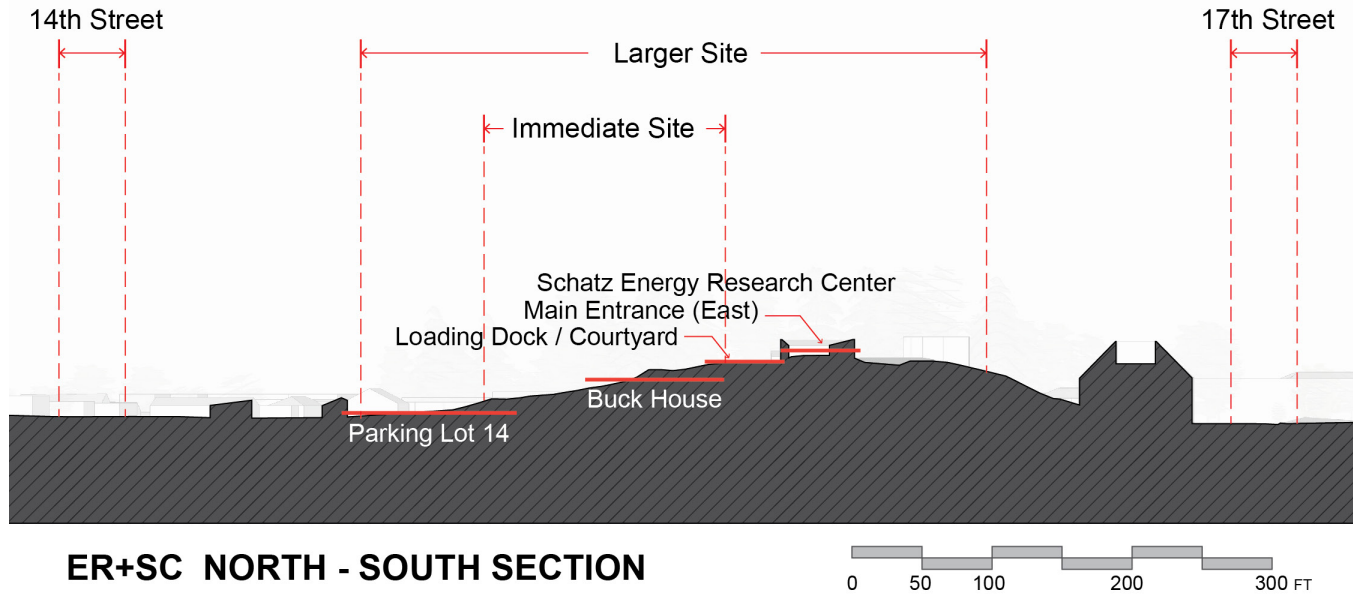 14th Street
17th Street
Larger Site
Immediate Site
Schatz Energy Research Center
Main Entrance (East)
Loading Dock / Courtyard
Buck House
Parking Lot 14
ER+SC NORTH - SOUTH SECTION
0 50 100 200 300 FT